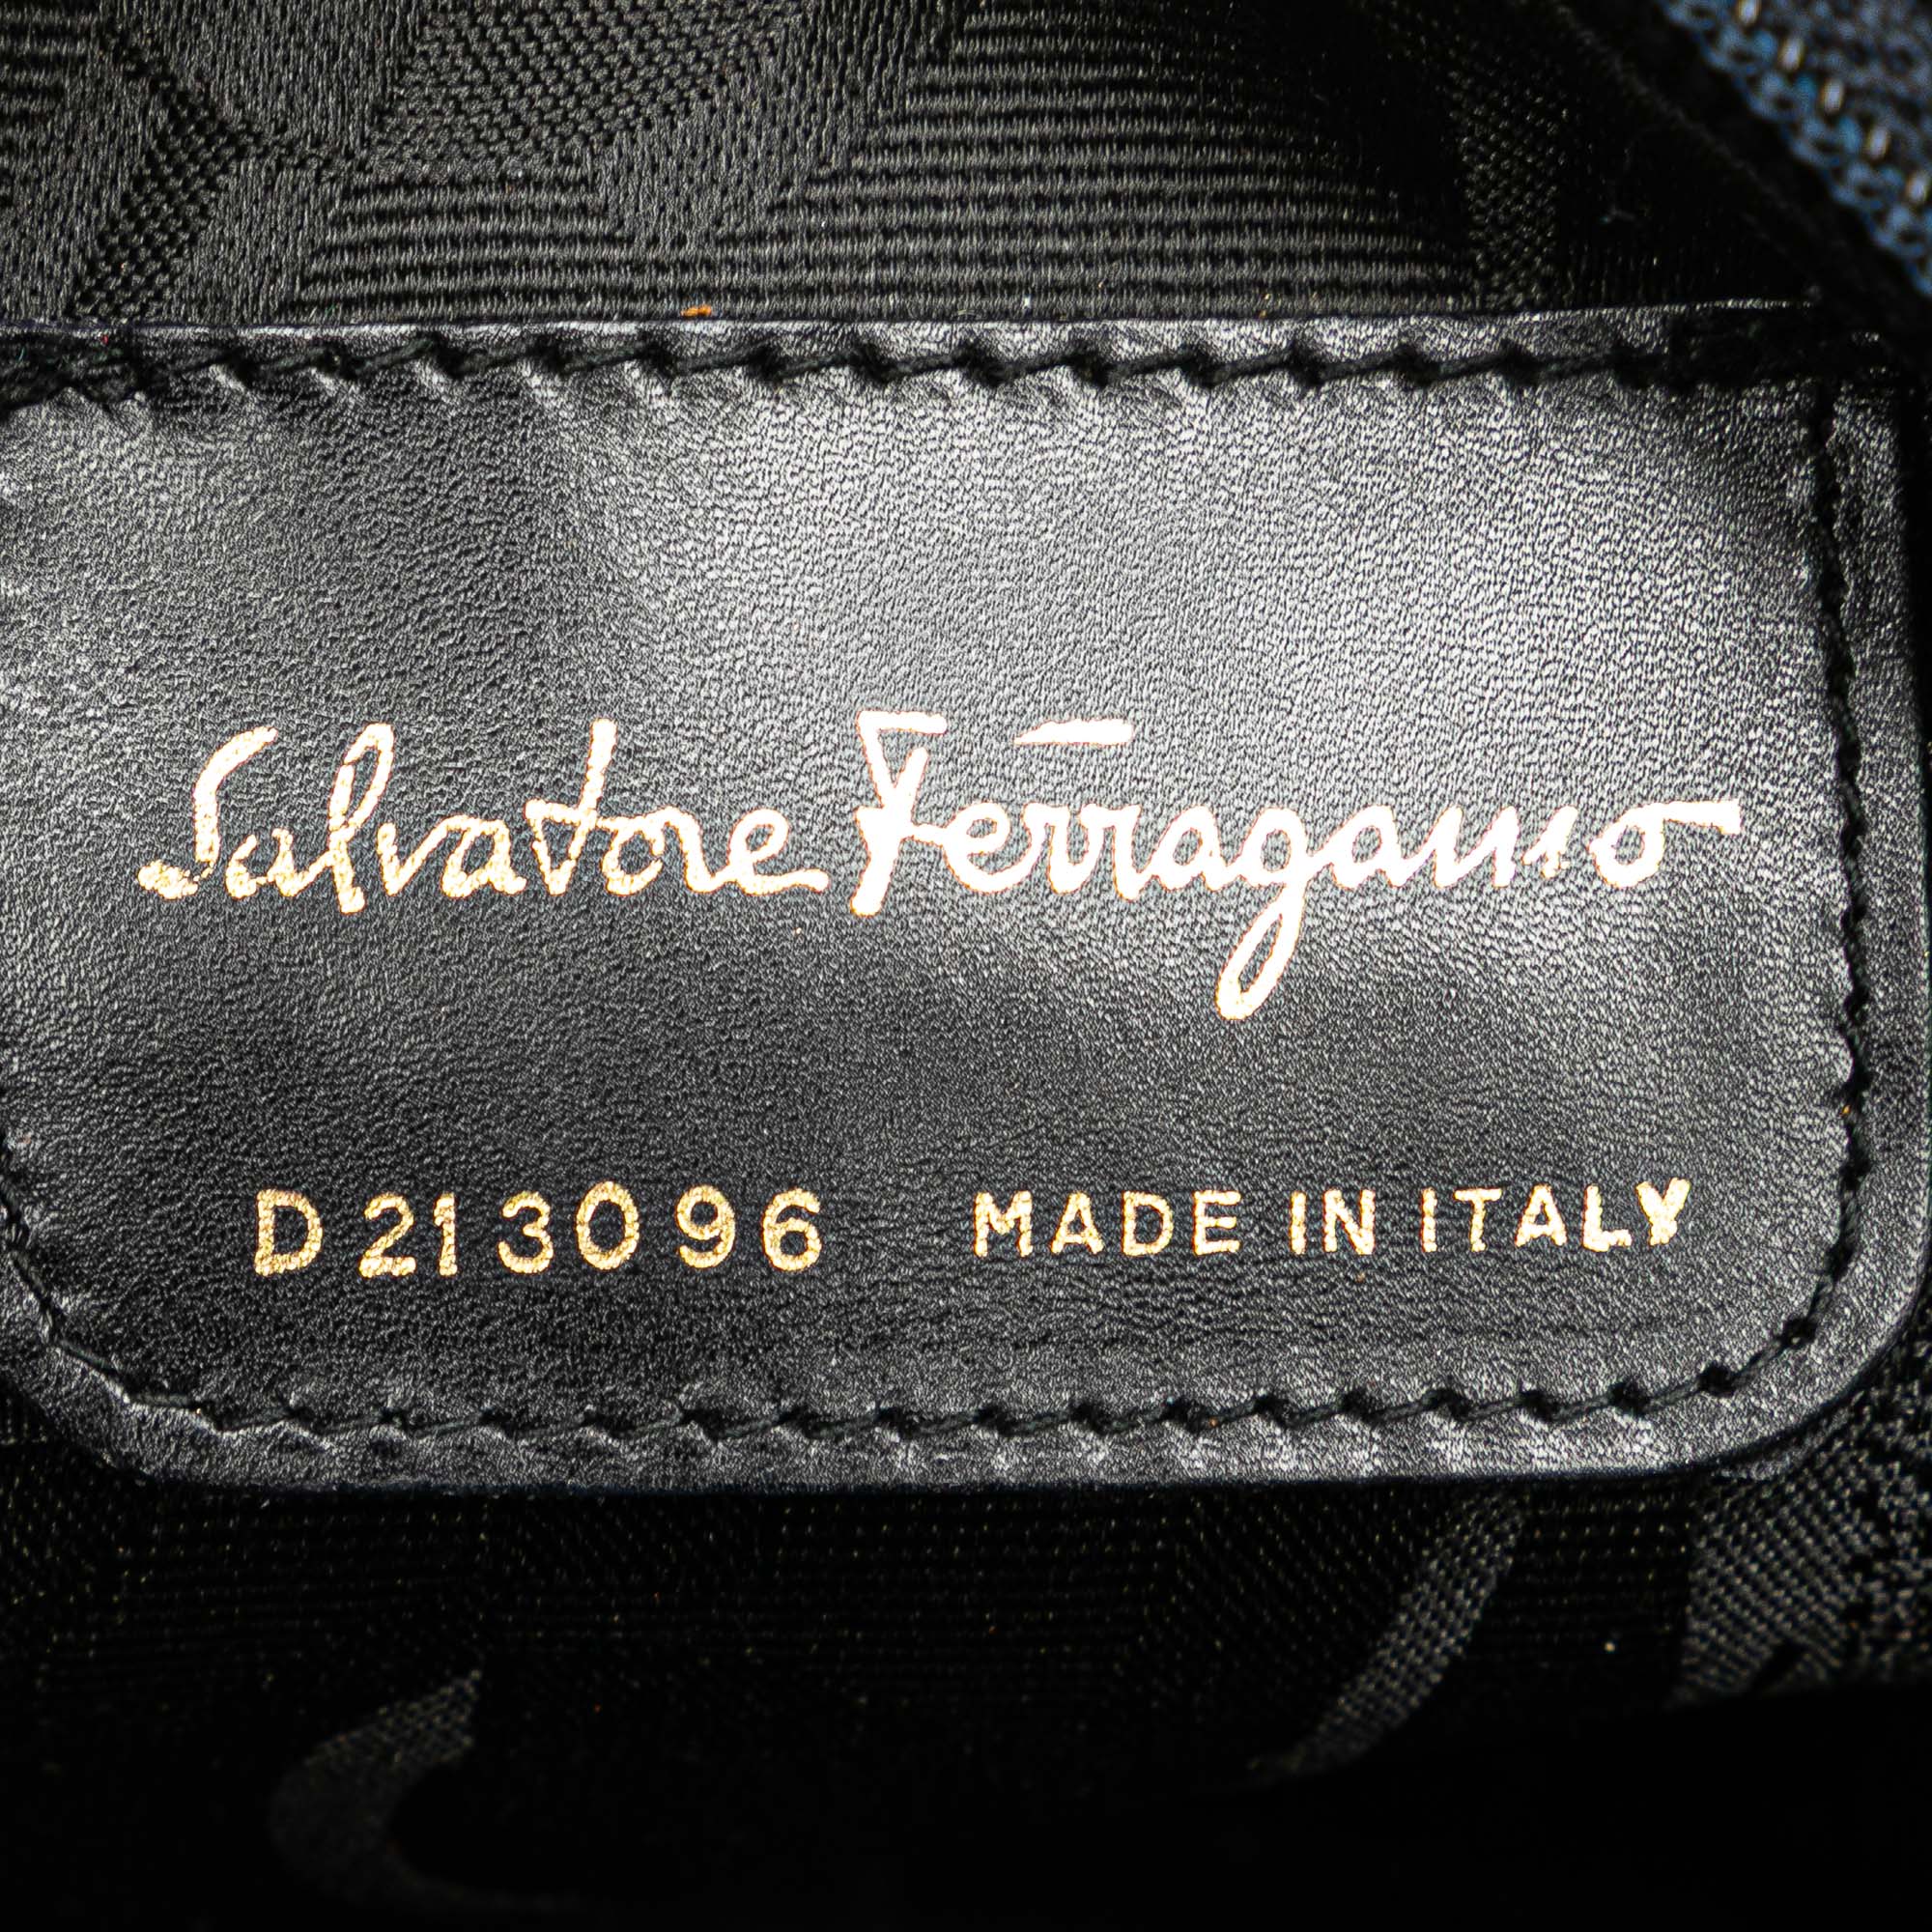 Salvatore Ferragamo
D213096 MADE IN ITALY